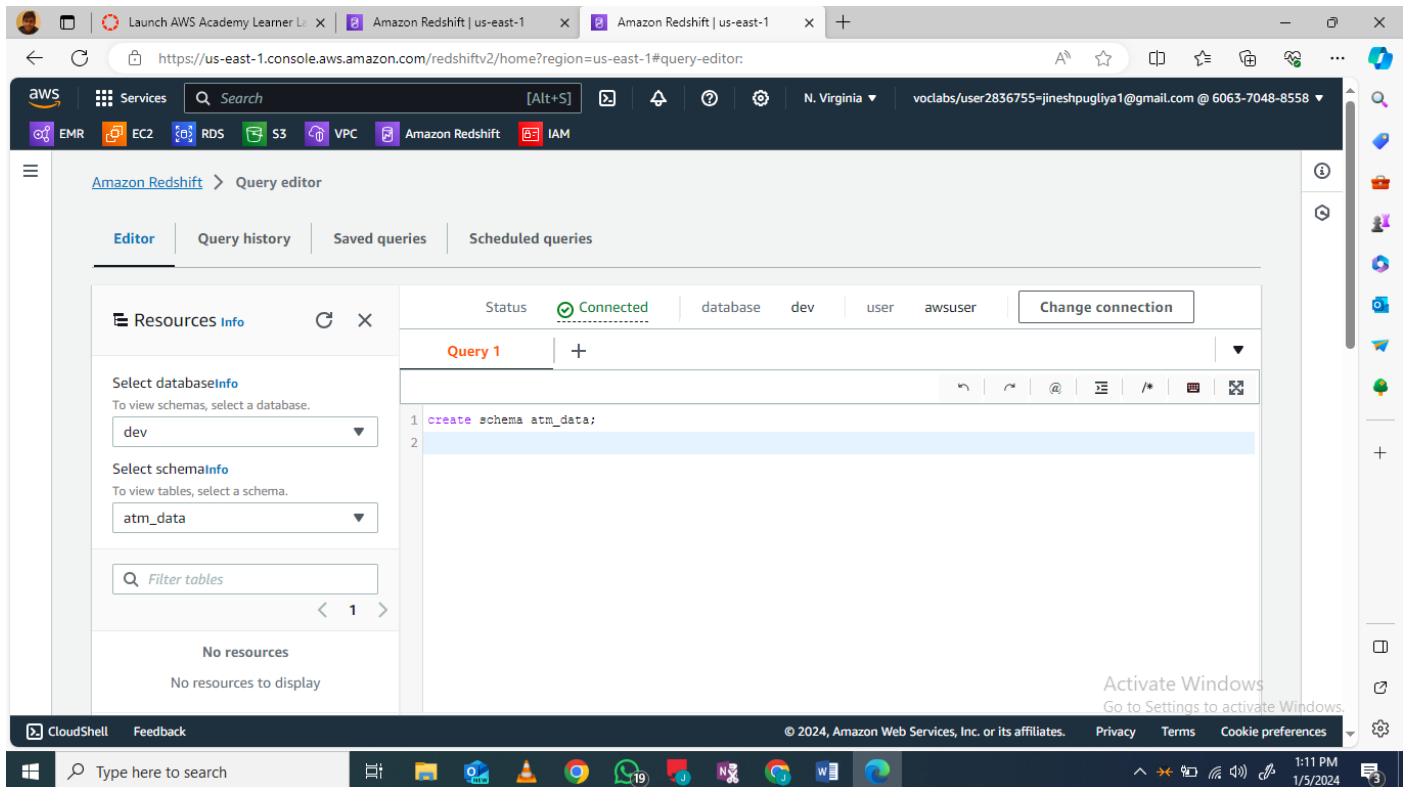 Launch AWS Academy Learner La
Amazon Redshift | us-east-1
Amazon Redshift | us-east-1
https://us-east-1.console.aws.amazon.com/redshiftv2/home?region=us-east-1#query-editor:
aws
Services
Search
[Alt+S]
N. Virginia
voclabs/user2836755=jineshpugliya1@gmail.com @ 6063-7048-8558
EMR
EC2
RDS
S3
VPC
Amazon Redshift
IAM
Amazon Redshift > Query editor
Editor
Query history
Saved queries
Scheduled queries
Resources Info
Status
Connected
database
dev
user
awsuser
Change connection
Query 1
Select databaseInfo
To view schemas, select a database.
dev
Select schemaInfo
To view tables, select a schema.
atm_data
Filter tables
1
No resources
No resources to display
1 create schema atm_data;
2
Activate Windows
Go to Settings to activate Windows.
CloudShell
Feedback
© 2024, Amazon Web Services, Inc. or its affiliates.
Privacy
Terms
Cookie preferences
Type here to search
NEW
19
1:11 PM
1/5/2024
3